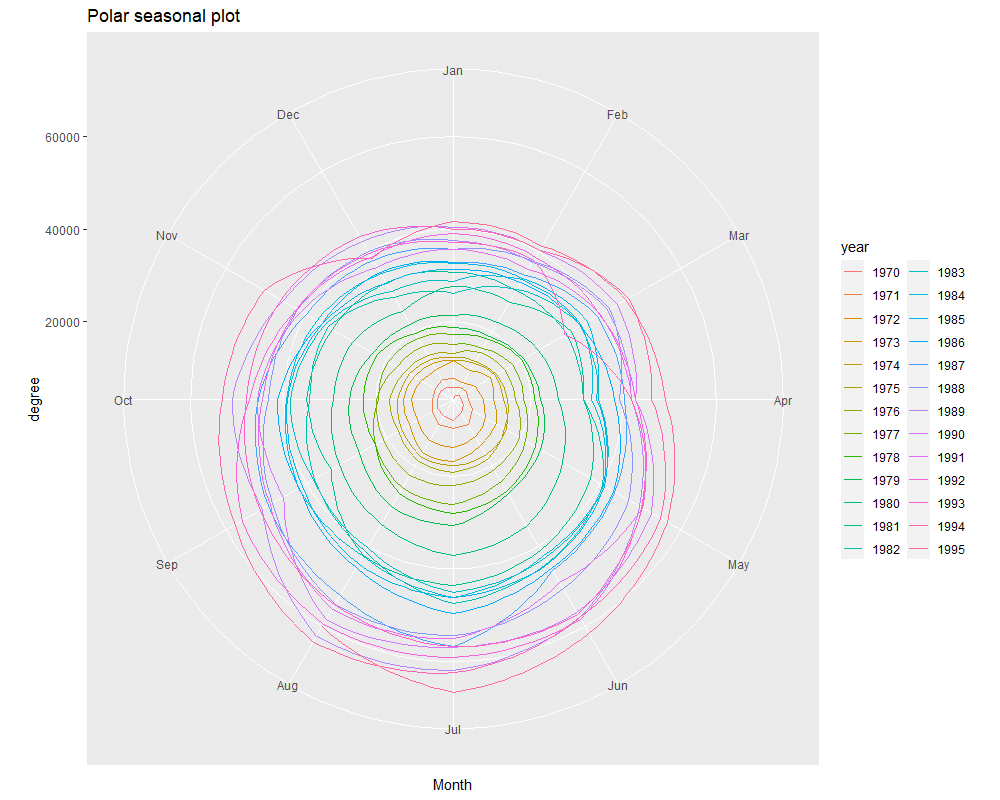 Polar seasonal plot
Jan
Dec
Feb
60000
40000
Nov
Mar
20000
degree
Oct
Apr
Sep
May
Aug
Jun
Jul
Month
year
1970 1983
1971 1984
1972 1985
1973 1986
1974 1987
1975 1988
1976 1989
1977 1990
1978 1991
1979 1992
1980 1993
1981 1994
1982 1995